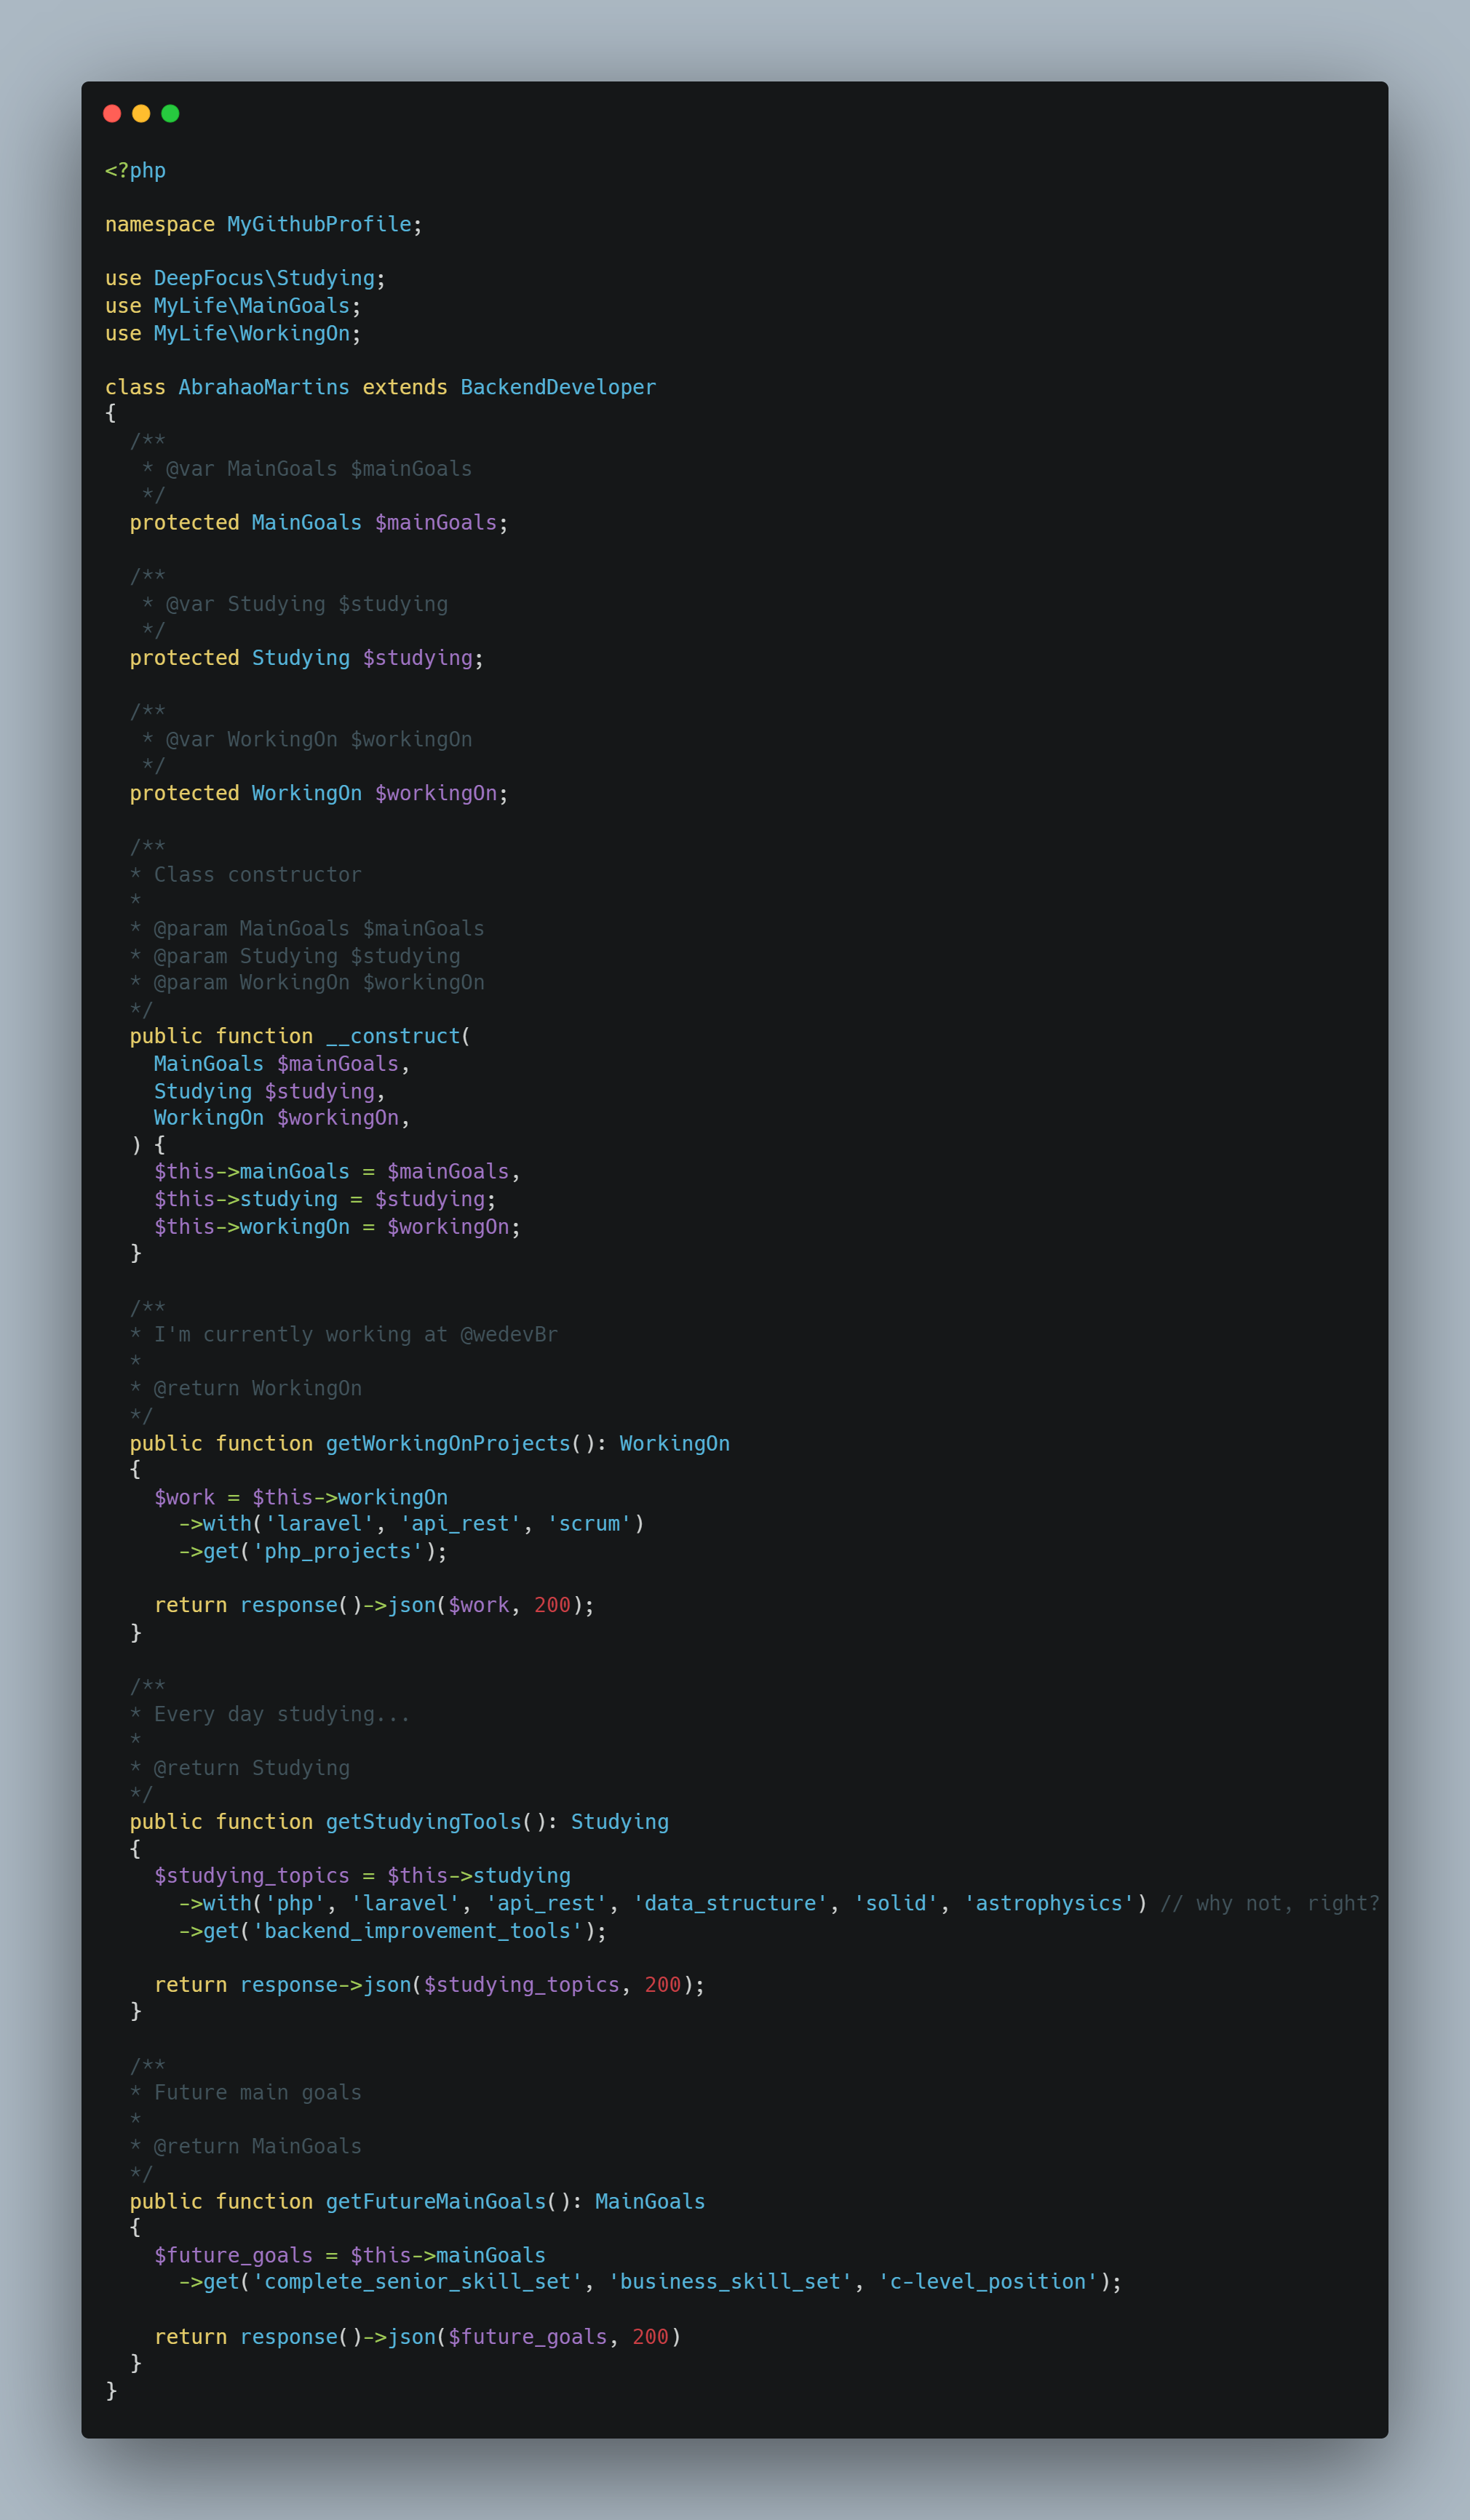 <?php

namespace MyGithubProfile;

use DeepFocus\Studying;
use MyLife\MainGoals;
use MyLife\WorkingOn;

class AbrahaoMartins extends BackendDeveloper
{
  /**
   * @var MainGoals $mainGoals
   */
  protected MainGoals $mainGoals;

  /**
   * @var Studying $studying
   */
  protected Studying $studying;

  /**
   * @var WorkingOn $workingOn
   */
  protected WorkingOn $workingOn;

  /**
  * Class constructor
  *
  * @param MainGoals $mainGoals
  * @param Studying $studying
  * @param WorkingOn $workingOn
  */
  public function __construct(
    MainGoals $mainGoals,
    Studying $studying,
    WorkingOn $workingOn,
  ) {
    $this->mainGoals = $mainGoals,
    $this->studying = $studying;
    $this->workingOn = $workingOn;
  }

  /**
  * I'm currently working at @wedevBr
  *
  * @return WorkingOn
  */
  public function getWorkingOnProjects(): WorkingOn
  {
    $work = $this->workingOn
      ->with('laravel', 'api_rest', 'scrum')
      ->get('php_projects');

    return response()->json($work, 200);
  }

  /**
  * Every day studying...
  *
  * @return Studying
  */
  public function getStudyingTools(): Studying
  {
    $studying_topics = $this->studying
      ->with('php', 'laravel', 'api_rest', 'data_structure', 'solid', 'astrophysics') // why not, right?
      ->get('backend_improvement_tools');

    return response->json($studying_topics, 200);
  }

  /**
  * Future main goals
  *
  * @return MainGoals
  */
  public function getFutureMainGoals(): MainGoals
  {
    $future_goals = $this->mainGoals
      ->get('complete_senior_skill_set', 'business_skill_set', 'c-level_position');

    return response()->json($future_goals, 200)
  }
}